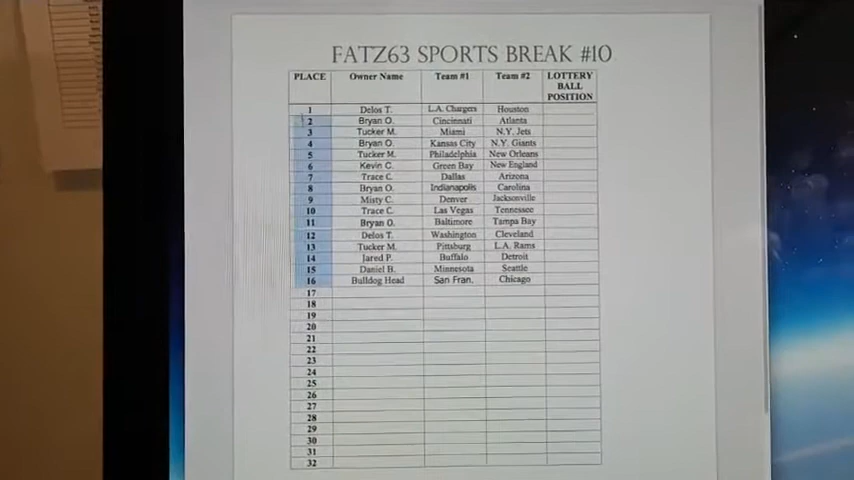 FATZ63 SPORTS BREAK #10
PLACE Owner Name Team #1 Team #2 LOTTERY BALL POSITION
1 Delos T. L.A. Chargers Houston
2 Bryan O. Cincinnati Atlanta
3 Tucker M. Miami N.Y. Jets
4 Bryan O. Kansas City N.Y. Giants
5 Tucker M. Philadelphia New Orleans
6 Kevin C. Green Bay New England
7 Trace C. Dallas Arizona
8 Bryan O. Indianapolis Carolina
9 Misty C. Denver Jacksonville
10 Trace C. Las Vegas Tennessee
11 Bryan O. Baltimore Tampa Bay
12 Delos T. Washington Cleveland
13 Tucker M. Pittsburg L.A. Rams
14 Jared P. Buffalo Detroit
15 Daniel B. Minnesota Seattle
16 Bulldog Head San Fran. Chicago
17
18
19
20
21
22
23
24
25
26
27
28
29
30
31
32